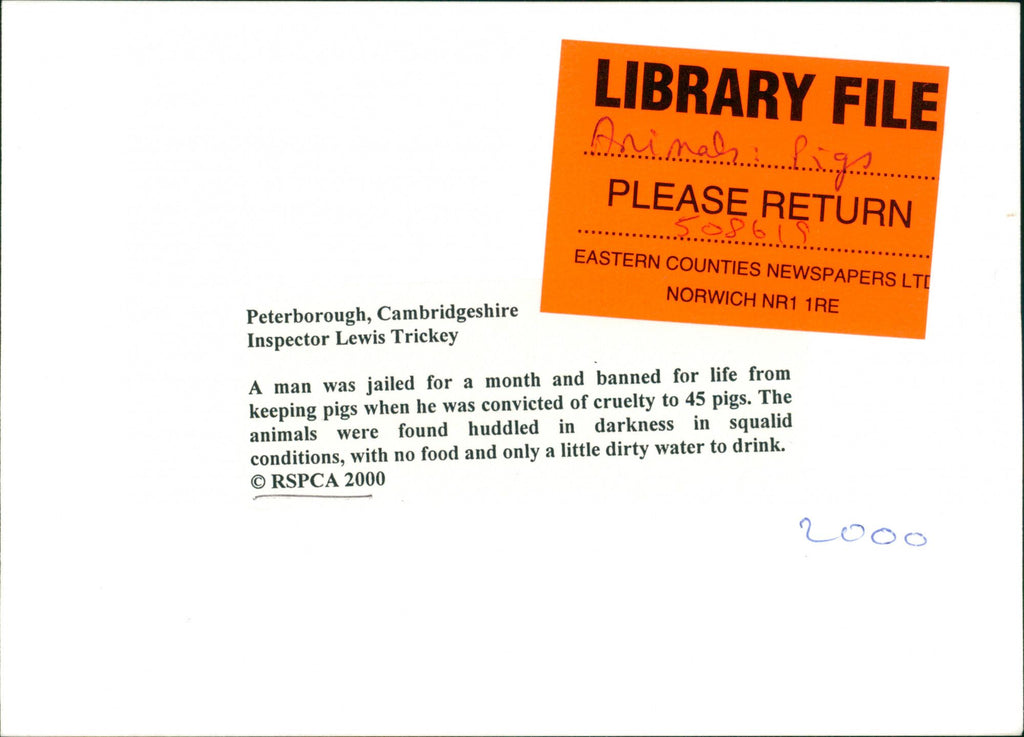 LIBRARY FILE
Animals: Pigs
PLEASE RETURN
508619
EASTERN COUNTIES NEWSPAPERS LTD
NORWICH NR1 1RE
Peterborough, Cambridgeshire
Inspector Lewis Trickey
A man was jailed for a month and banned for life from
keeping pigs when he was convicted of cruelty to 45 pigs. The
animals were found huddled in darkness in squalid
conditions, with no food and only a little dirty water to drink.
© RSPCA 2000
2000